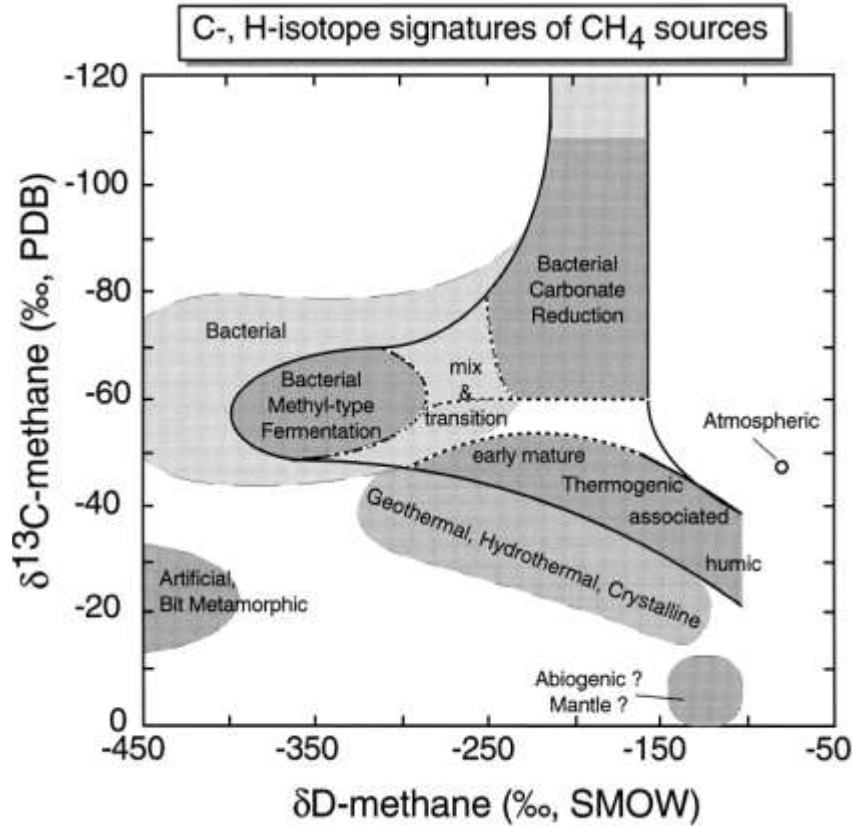 C-, H-isotope signatures of CH4 sources
δ13C-methane (‰, PDB)
-120
-100
-80
-60
-40
-20
0
Bacterial
Carbonate
Reduction
Bacterial
Bacterial
Methyl-type
Fermentation
mix
&
transition
Atmospheric
early mature
Thermogenic
associated
humic
Geothermal, Hydrothermal, Crystalline
Artificial,
Bit Metamorphic
Abiogenic ?
Mantle ?
-450
-350
-250
-150
-50
δD-methane (‰, SMOW)